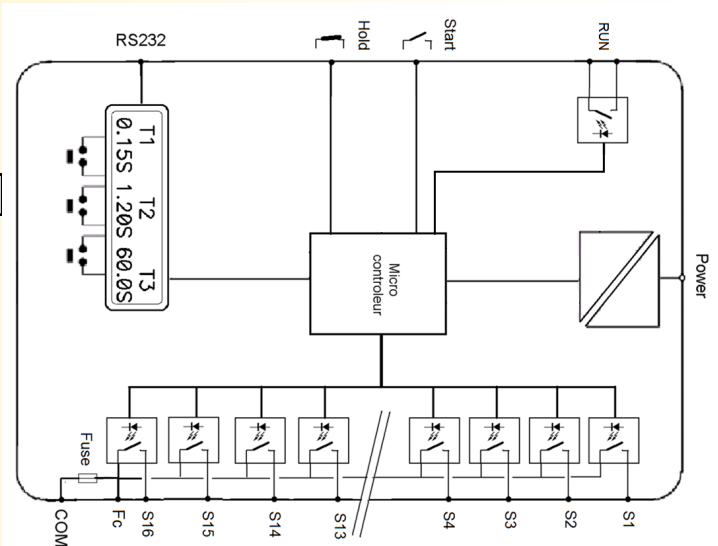 RS232
Hold
Start
RUN
Power
T1 T2 T3
0.15S 1.20S 60.0S
Micro
controleur
Fuse
COM
Fc
S16
S15
S14
S13
S4
S3
S2
S1